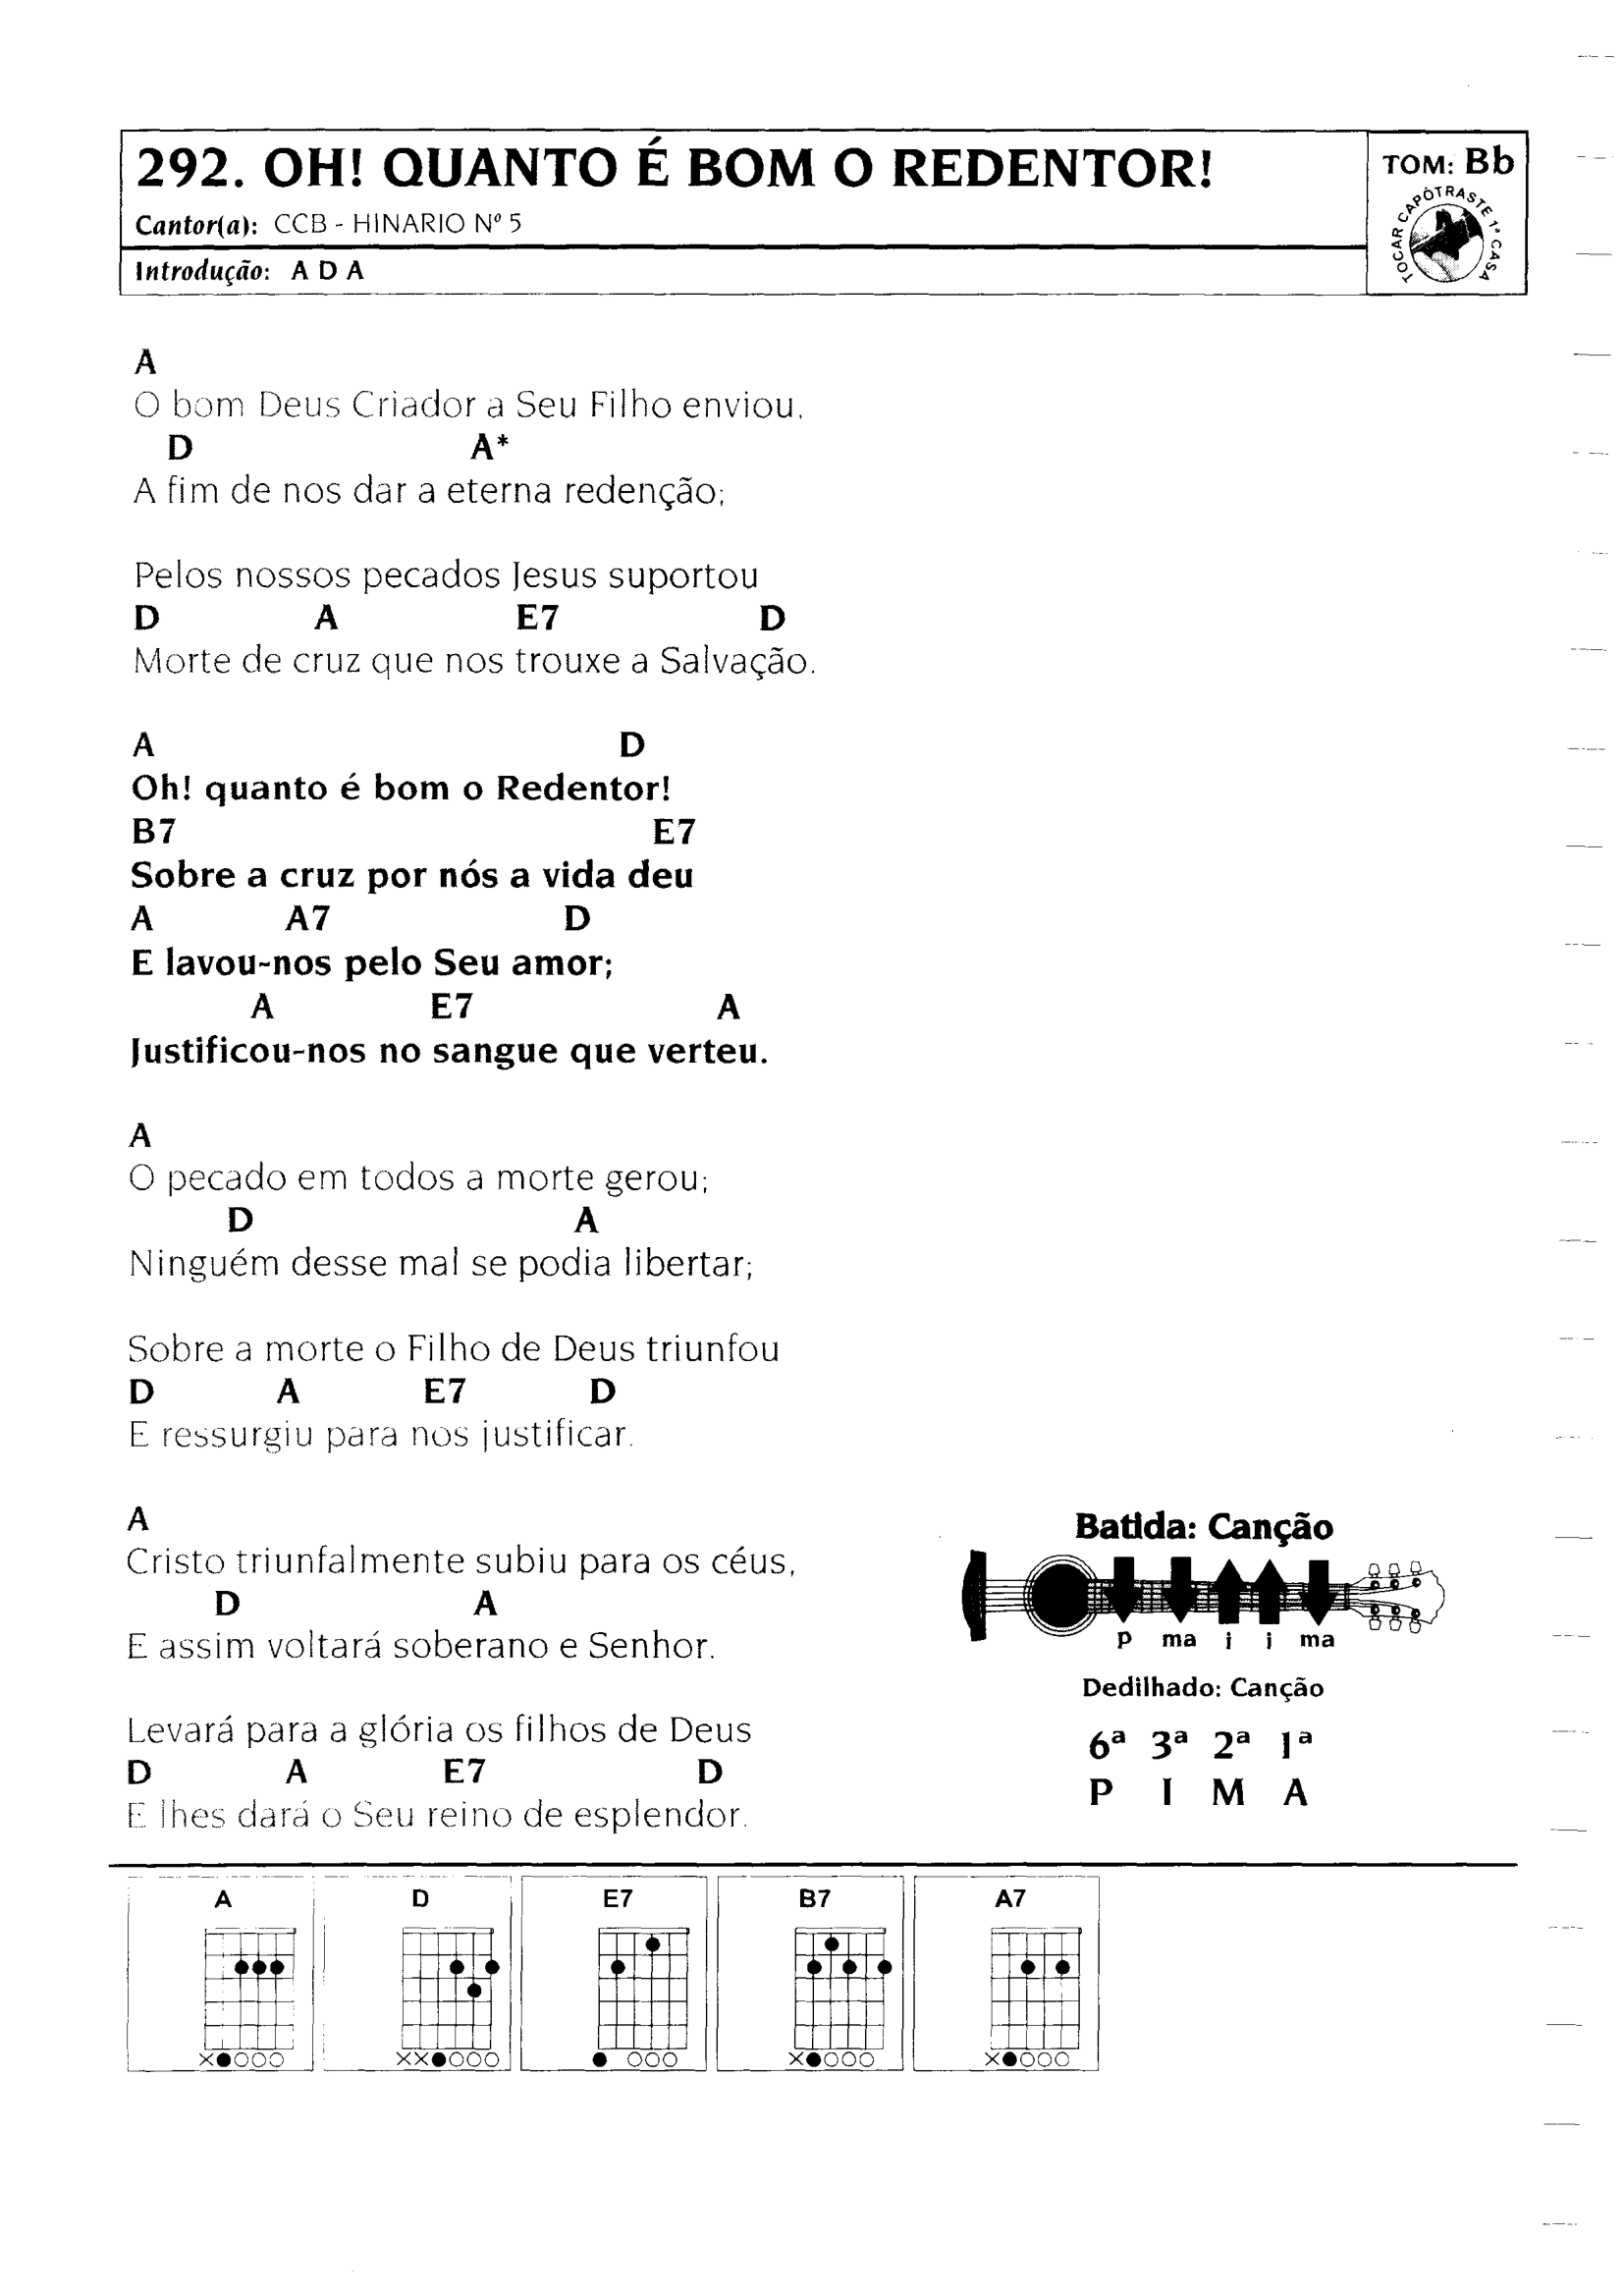 292. OH! QUANTO É BOM O REDENTOR!
TOM: Bb
Cantor(a): CCB - HINARIO Nº 5
TOCAR CAPOTRASTE 1ª CASA
Introdução: A D A
A
O bom Deus Criador a Seu Filho enviou,
D A*
A fim de nos dar a eterna redenção;
Pelos nossos pecados Jesus suportou
D A E7 D
Morte de cruz que nos trouxe a Salvação.
A D
Oh! quanto é bom o Redentor!
B7 E7
Sobre a cruz por nós a vida deu
A A7 D
E lavou-nos pelo Seu amor;
A E7 A
Justificou-nos no sangue que verteu.
A
O pecado em todos a morte gerou;
D A
Ninguém desse mal se podia libertar;
Sobre a morte o Filho de Deus triunfou
D A E7 D
E ressurgiu para nos justificar.
A
Cristo triunfalmente subiu para os céus,
D A
E assim voltará soberano e Senhor.
Levará para a glória os filhos de Deus
D A E7 D
E lhes dará o Seu reino de esplendor.
Batida: Canção
p ma i i ma
Dedilhado: Canção
6ª 3ª 2ª 1ª
P I M A
A D E7 B7 A7